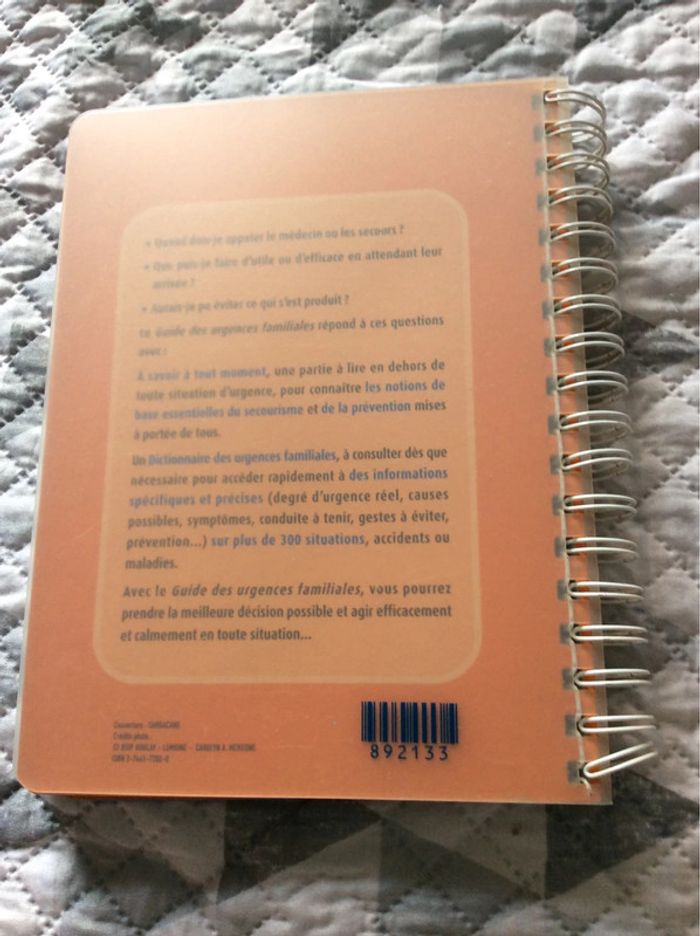 • Quand dois-je appeler le médecin ou les secours ?
• Que puis-je faire d'utile ou d'efficace en attendant leur
arrivée ?
• Aurais-je pu éviter ce qui s'est produit ?
Le Guide des urgences familiales répond à ces questions
avec :
A savoir à tout moment, une partie à lire en dehors de
toute situation d'urgence, pour connaître les notions de
base essentielles du secourisme et de la prévention mises
à portée de tous.
Un Dictionnaire des urgences familiales, à consulter dès que
nécessaire pour accéder rapidement à des informations
spécifiques et précises (degré d'urgence réel, causes
possibles, symptômes, conduite à tenir, gestes à éviter,
prévention...) sur plus de 300 situations, accidents ou
maladies.
Avec le Guide des urgences familiales, vous pourrez
prendre la meilleure décision possible et agir efficacement
et calmement en toute situation...
Couverture : SARBACANE
Crédits photo :
892133